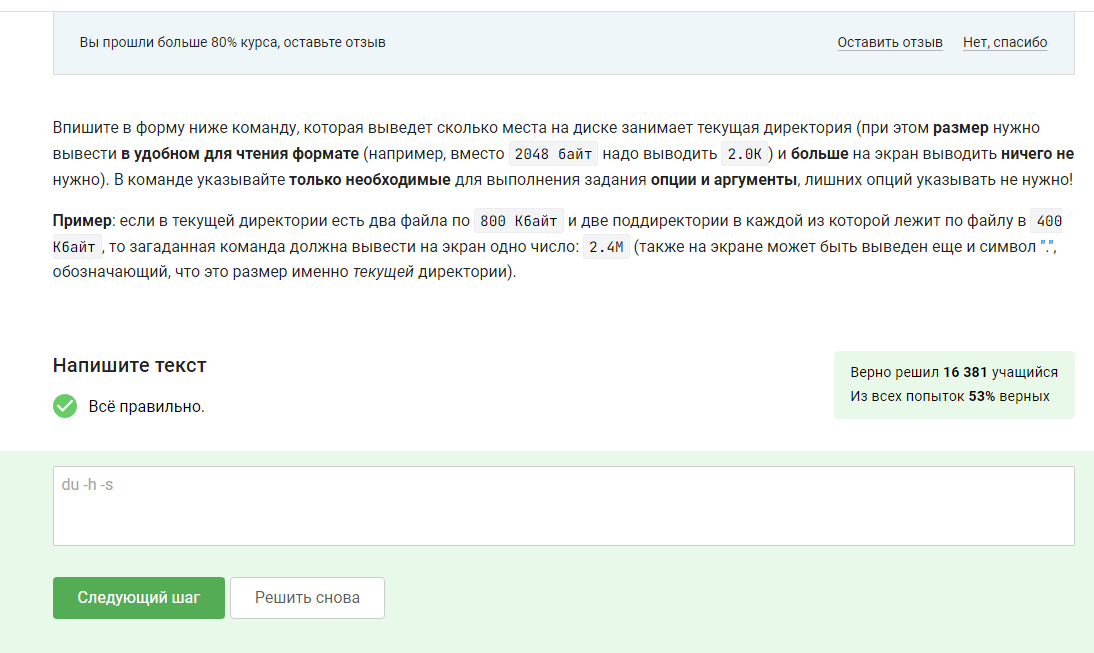 Вы прошли больше 80% курса, оставьте отзыв Оставить отзыв Нет, спасибо
Впишите в форму ниже команду, которая выведет сколько места на диске занимает текущая директория (при этом размер нужно
вывести в удобном для чтения формате (например, вместо 2048 байт надо выводить 2.0K ) и больше на экран выводить ничего не
нужно). В команде указывайте только необходимые для выполнения задания опции и аргументы, лишних опций указывать не нужно!
Пример: если в текущей директории есть два файла по 800 Кбайт и две поддиректории в каждой из которой лежит по файлу в 400
Кбайт , то загаданная команда должна вывести на экран одно число: 2.4M (также на экране может быть выведен еще и символ ".",
обозначающий, что это размер именно текущей директории).
Напишите текст
Всё правильно.
Верно решил 16 381 учащийся
Из всех попыток 53% верных
du -h -s
Следующий шаг Решить снова